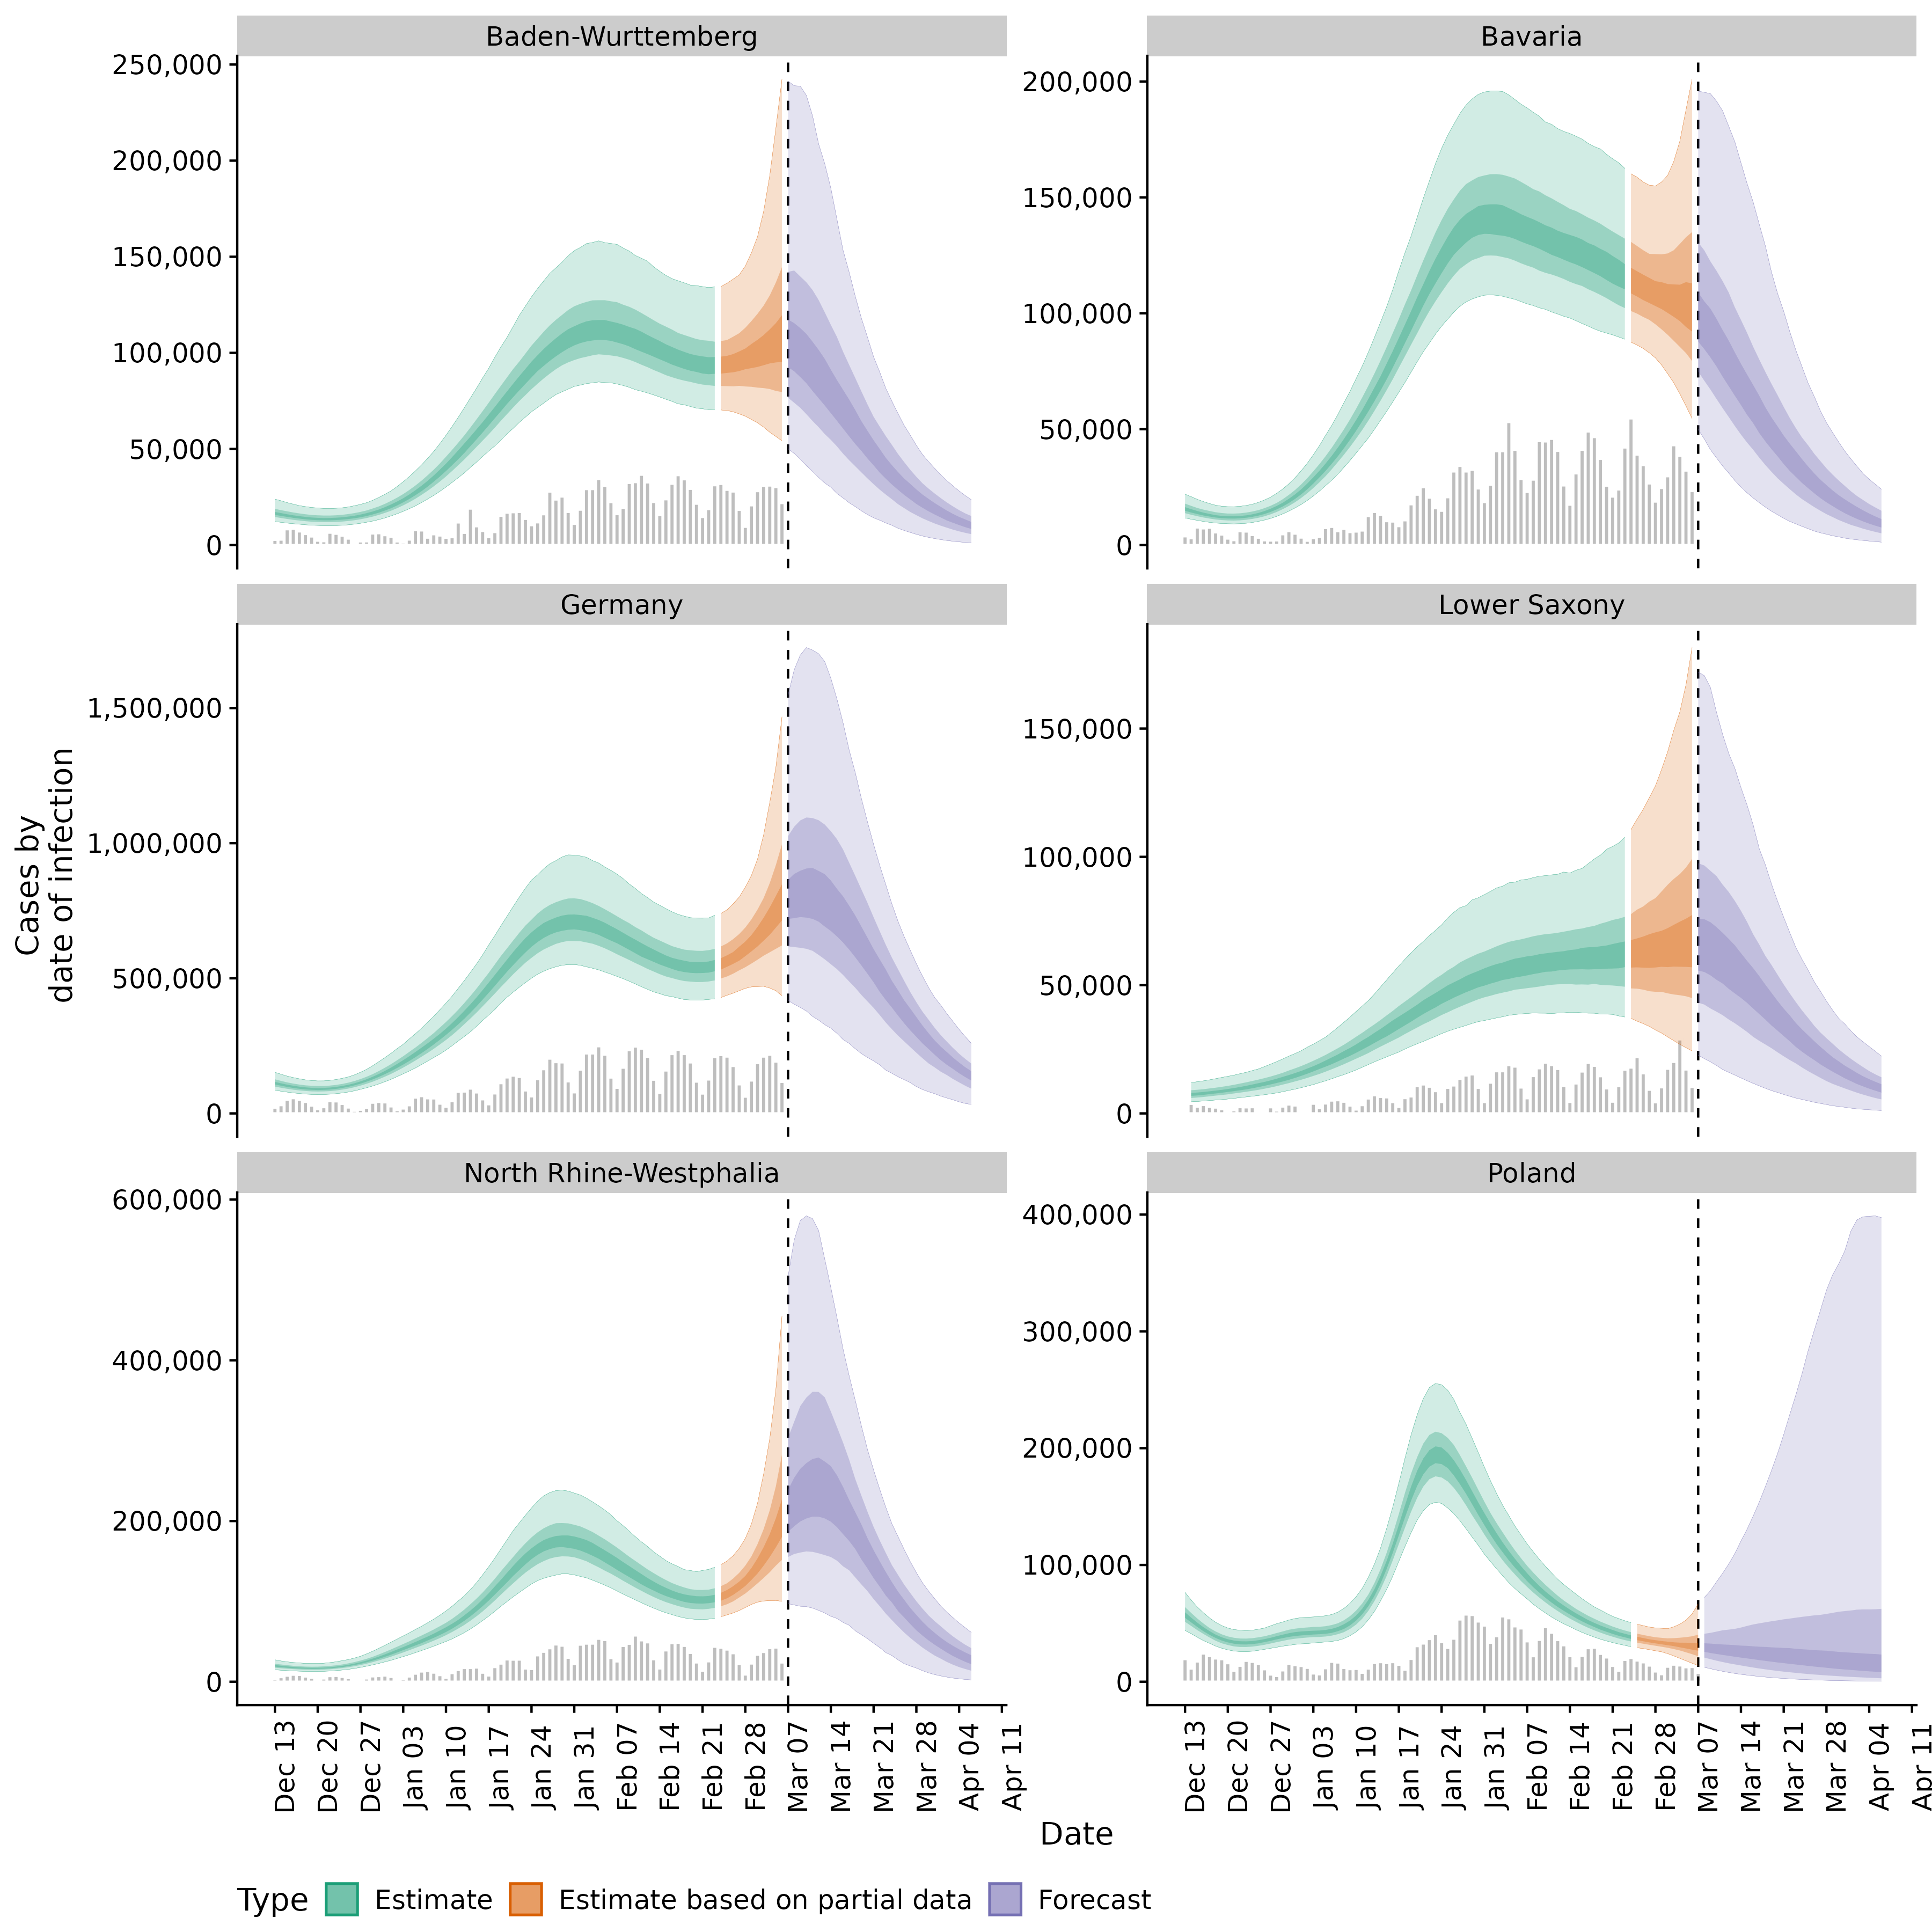 Baden-Wurttemberg
Bavaria
250,000
200,000
150,000
100,000
50,000
0
200,000
150,000
100,000
50,000
0
Germany
Lower Saxony
1,500,000
1,000,000
500,000
0
150,000
100,000
50,000
0
Cases by
date of infection
North Rhine-Westphalia
Poland
600,000
400,000
200,000
0
400,000
300,000
200,000
100,000
0
Dec 13
Dec 20
Dec 27
Jan 03
Jan 10
Jan 17
Jan 24
Jan 31
Feb 07
Feb 14
Feb 21
Feb 28
Mar 07
Mar 14
Mar 21
Mar 28
Apr 04
Apr 11
Dec 13
Dec 20
Dec 27
Jan 03
Jan 10
Jan 17
Jan 24
Jan 31
Feb 07
Feb 14
Feb 21
Feb 28
Mar 07
Mar 14
Mar 21
Mar 28
Apr 04
Apr 11
Date
Type Estimate Estimate based on partial data Forecast